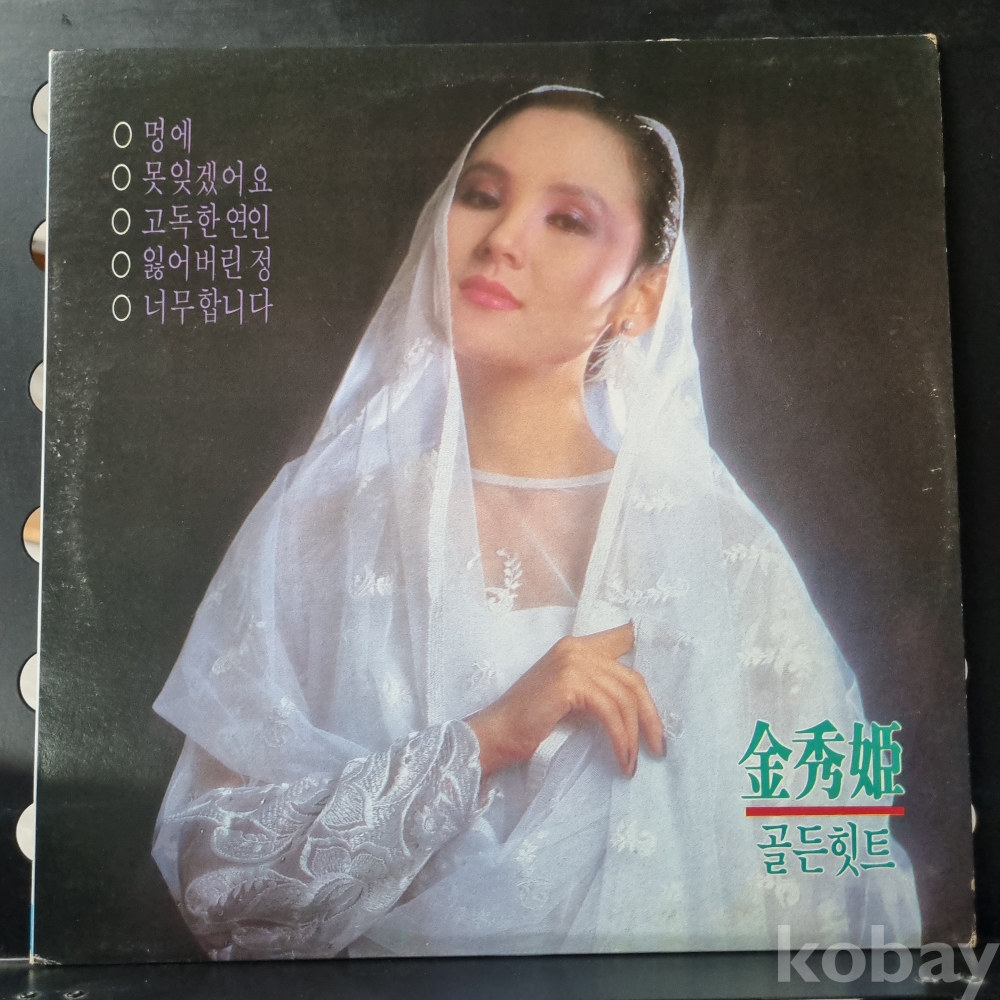 멍에
못잊겠어요
고독한 연인
잃어버린 정
너무합니다
金秀姬
골든힛트
kobay